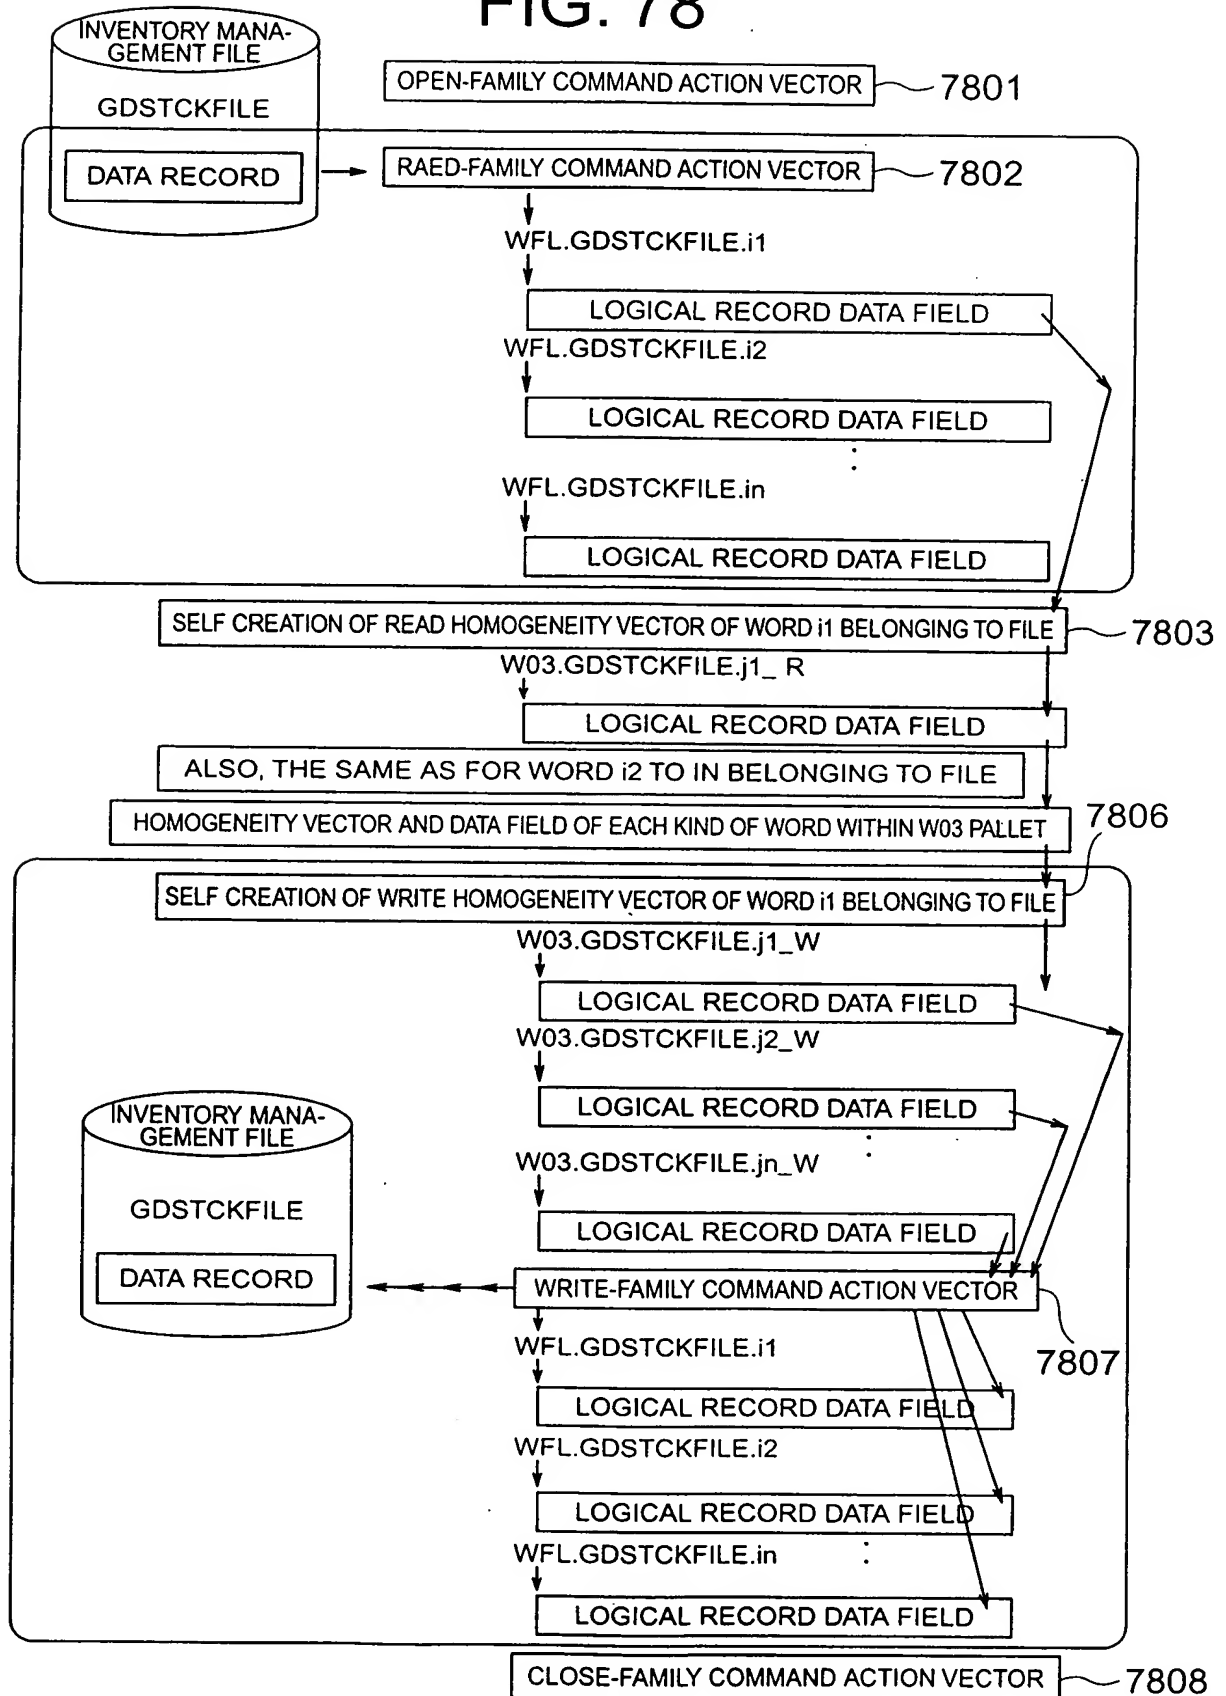 FIG. 78
INVENTORY MANA-
GEMENT FILE
GDSTCKFILE
DATA RECORD
OPEN-FAMILY COMMAND ACTION VECTOR
7801
RAED-FAMILY COMMAND ACTION VECTOR
7802
WFL.GDSTCKFILE.i1
LOGICAL RECORD DATA FIELD
WFL.GDSTCKFILE.i2
LOGICAL RECORD DATA FIELD
WFL.GDSTCKFILE.in
LOGICAL RECORD DATA FIELD
SELF CREATION OF READ HOMOGENEITY VECTOR OF WORD i1 BELONGING TO FILE
7803
W03.GDSTCKFILE.j1_ R
LOGICAL RECORD DATA FIELD
ALSO, THE SAME AS FOR WORD i2 TO IN BELONGING TO FILE
HOMOGENEITY VECTOR AND DATA FIELD OF EACH KIND OF WORD WITHIN W03 PALLET
7806
SELF CREATION OF WRITE HOMOGENEITY VECTOR OF WORD i1 BELONGING TO FILE
W03.GDSTCKFILE.j1_W
LOGICAL RECORD DATA FIELD
W03.GDSTCKFILE.j2_W
LOGICAL RECORD DATA FIELD
W03.GDSTCKFILE.jn_W
LOGICAL RECORD DATA FIELD
INVENTORY MANA-
GEMENT FILE
GDSTCKFILE
DATA RECORD
WRITE-FAMILY COMMAND ACTION VECTOR
7807
WFL.GDSTCKFILE.i1
LOGICAL RECORD DATA FIELD
WFL.GDSTCKFILE.i2
LOGICAL RECORD DATA FIELD
WFL.GDSTCKFILE.in
LOGICAL RECORD DATA FIELD
CLOSE-FAMILY COMMAND ACTION VECTOR
7808